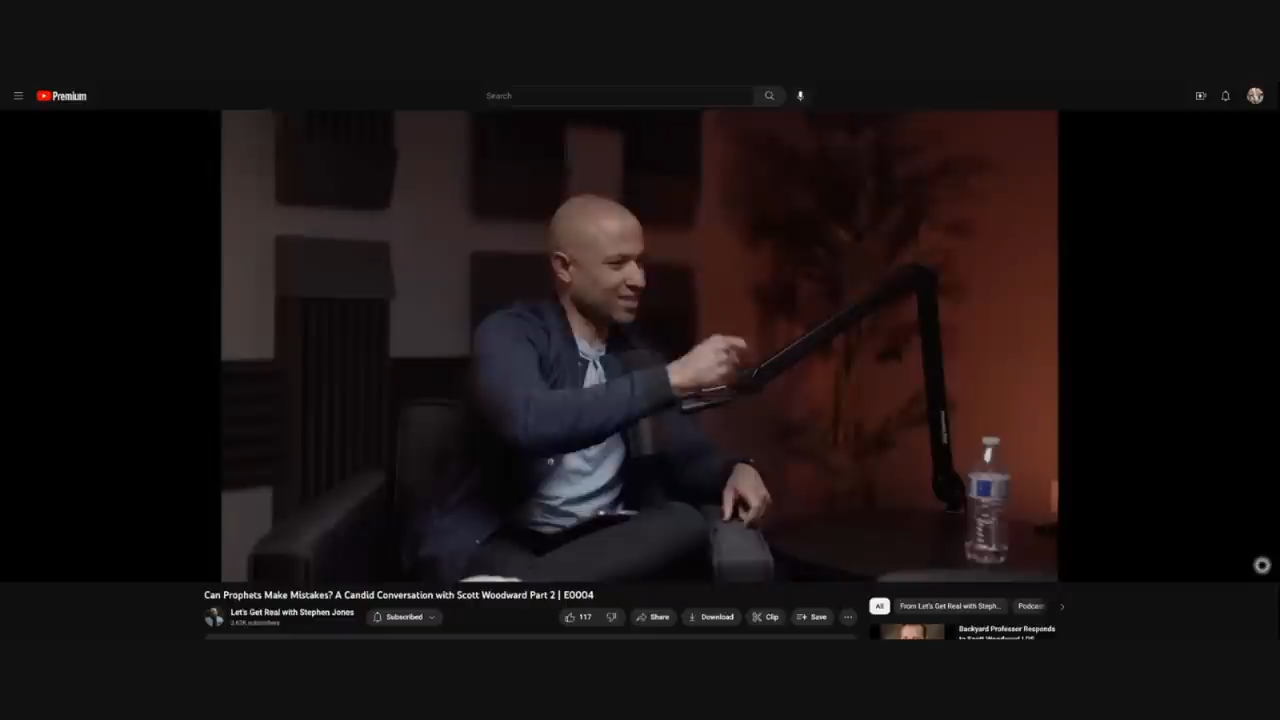 Premium
Search
Can Prophets Make Mistakes? A Candid Conversation with Scott Woodward Part 2 | E0004
Let's Get Real with Stephen Jones
Subscribed
117
Share
Download
Clip
Save
All
From Let's Get Real with Steph...
Podcas
Backyard Professor Responds